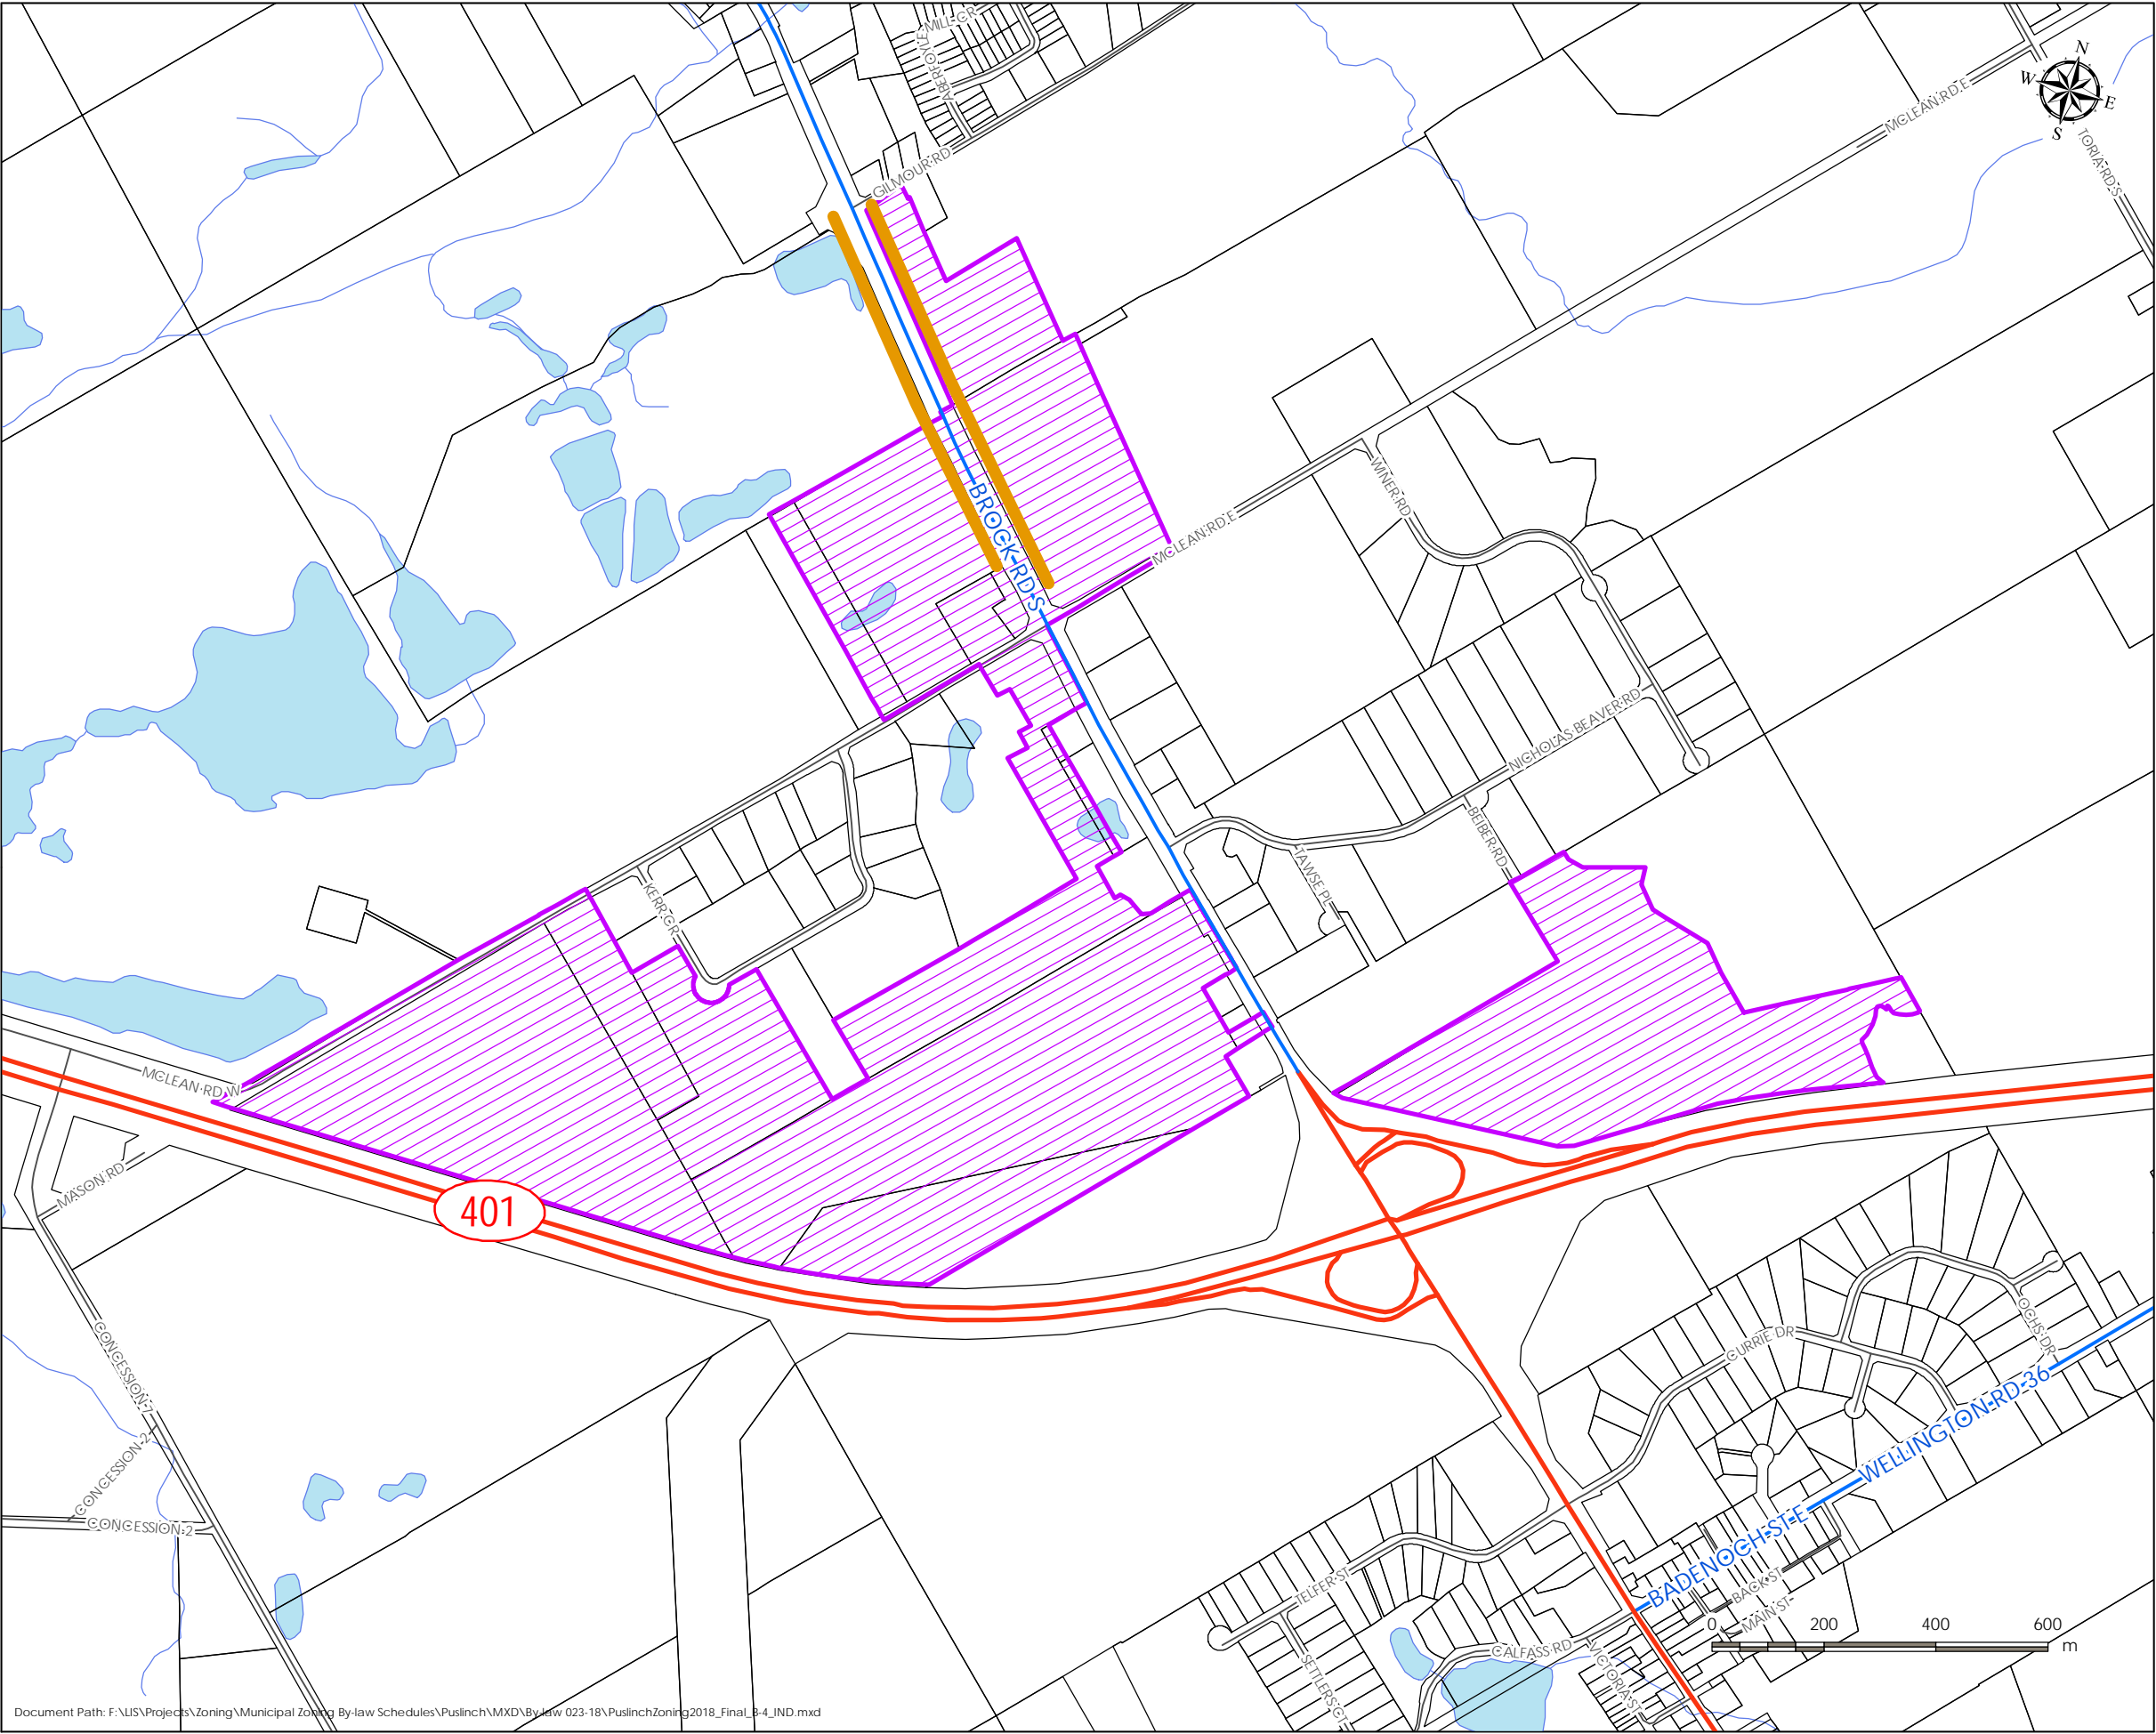 MILL CR
ABERFOYLE
N
W
E
S
MCLEAN RD E
TORIA RD S
GILMOUR RD
WINER RD
BROCK RD S
MCLEAN RD E
NICHOLAS BEAVER RD
BEIBER RD
TAWSE PL
KERR CR
MCLEAN RD W
MASON RD
401
OCHS DR
CURRIE DR
CONCESSION 7
WELLINGTON RD 36
CONCESSION 2
CONCESSION 2
BADENOCH ST E
TELFER ST
BACK ST
MAIN ST
0 200 400 600
m
CALFASS RD
VICTORIA ST
SETTLERS CT
Document Path: F:\LIS\Projects\Zoning\Municipal Zoning By-law Schedules\Puslinch\MXD\By-law 023-18\PuslinchZoning2018_Final_B-4_IND.mxd